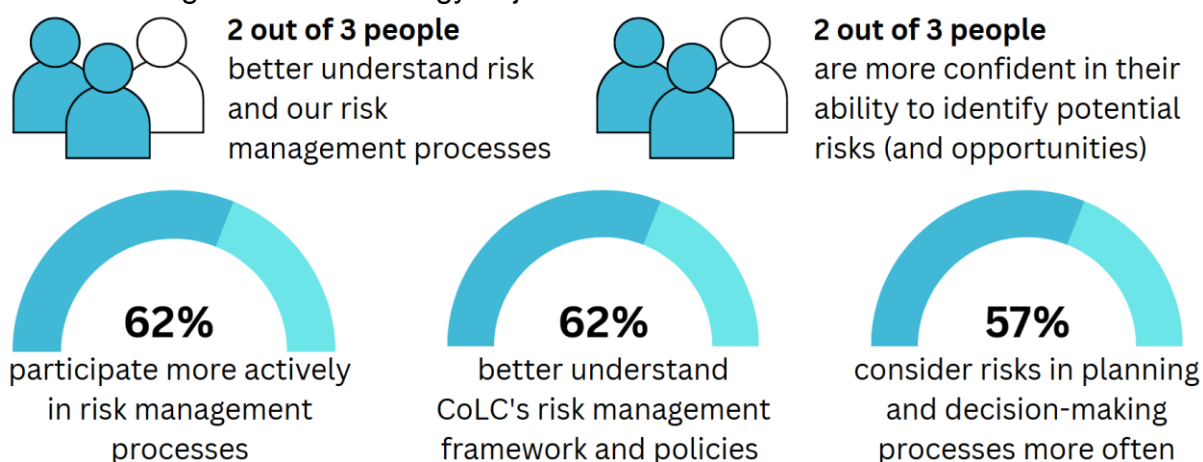 2 out of 3 people
better understand risk
and our risk
management processes
2 out of 3 people
are more confident in their
ability to identify potential
risks (and opportunities)
62%
participate more actively
in risk management
processes
62%
better understand
CoLC's risk management
framework and policies
57%
consider risks in planning
and decision-making
processes more often